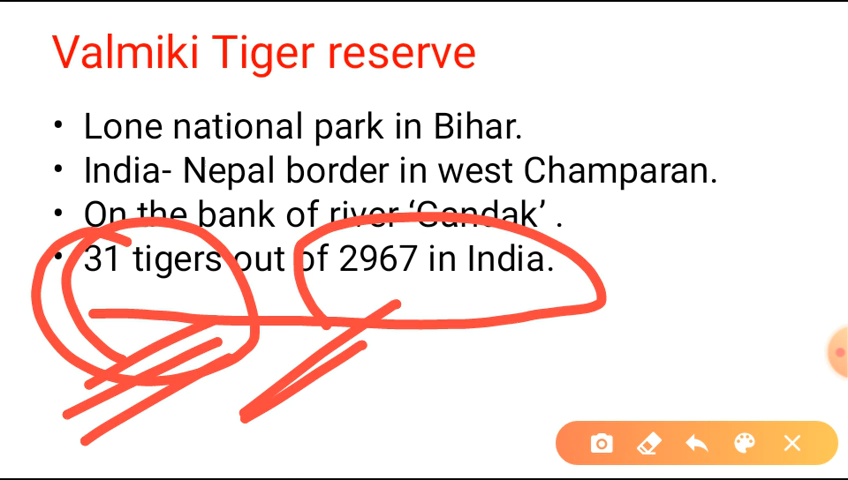 Valmiki Tiger reserve
• Lone national park in Bihar.
• India- Nepal border in west Champaran.
• On the bank of river ‘Gandak’ .
• 31 tigers out of 2967 in India.